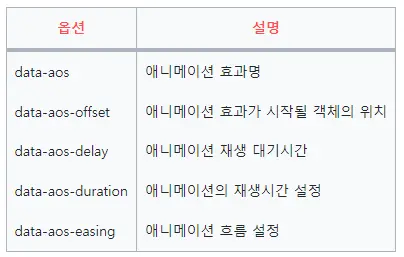 옵션 설명
data-aos 애니메이션 효과명
data-aos-offset 애니메이션 효과가 시작될 객체의 위치
data-aos-delay 애니메이션 재생 대기시간
data-aos-duration 애니메이션의 재생시간 설정
data-aos-easing 애니메이션 흐름 설정